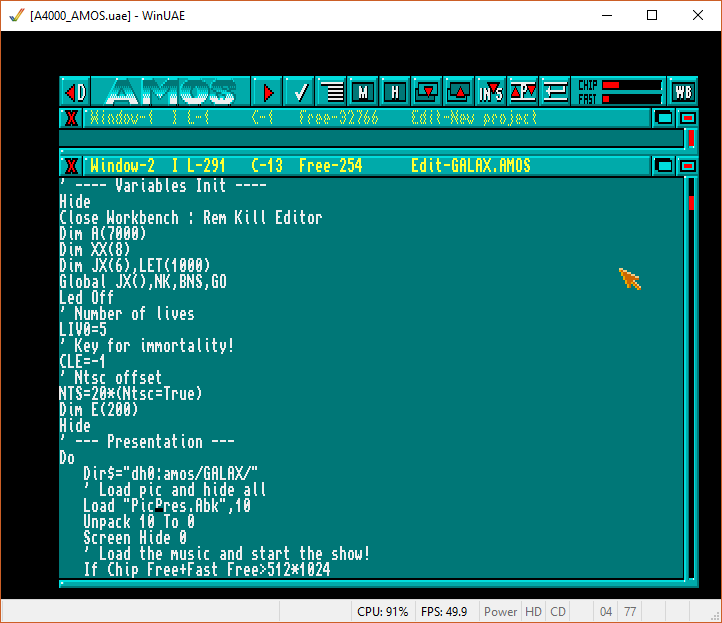 [A4000_AMOS.uae] - WinUAE
D AMOS M H INS P CHIP FAST WB
Window-1 I L-1 C-1 Free-32766 Edit-New project
Window-2 I L-291 C-13 Free-254 Edit-GALAX.AMOS
' ---- Variables Init ----
Hide
Close Workbench : Rem Kill Editor
Dim A(7000)
Dim XX(8)
Dim JX(6),LET(1000)
Global JX(),NK,BNS,GO
Led Off
' Number of lives
LIV0=5
' Key for immortality!
CLE=-1
' Ntsc offset
NTS=20*(Ntsc=True)
Dim E(200)
Hide
' --- Presentation ---
Do
Dir$="dh0:amos/GALAX/"
' Load pic and hide all
Load "PicPres.Abk",10
Unpack 10 To 0
Screen Hide 0
' Load the music and start the show!
If Chip Free+Fast Free>512*1024
CPU: 91% FPS: 49.9 Power HD CD 04 77